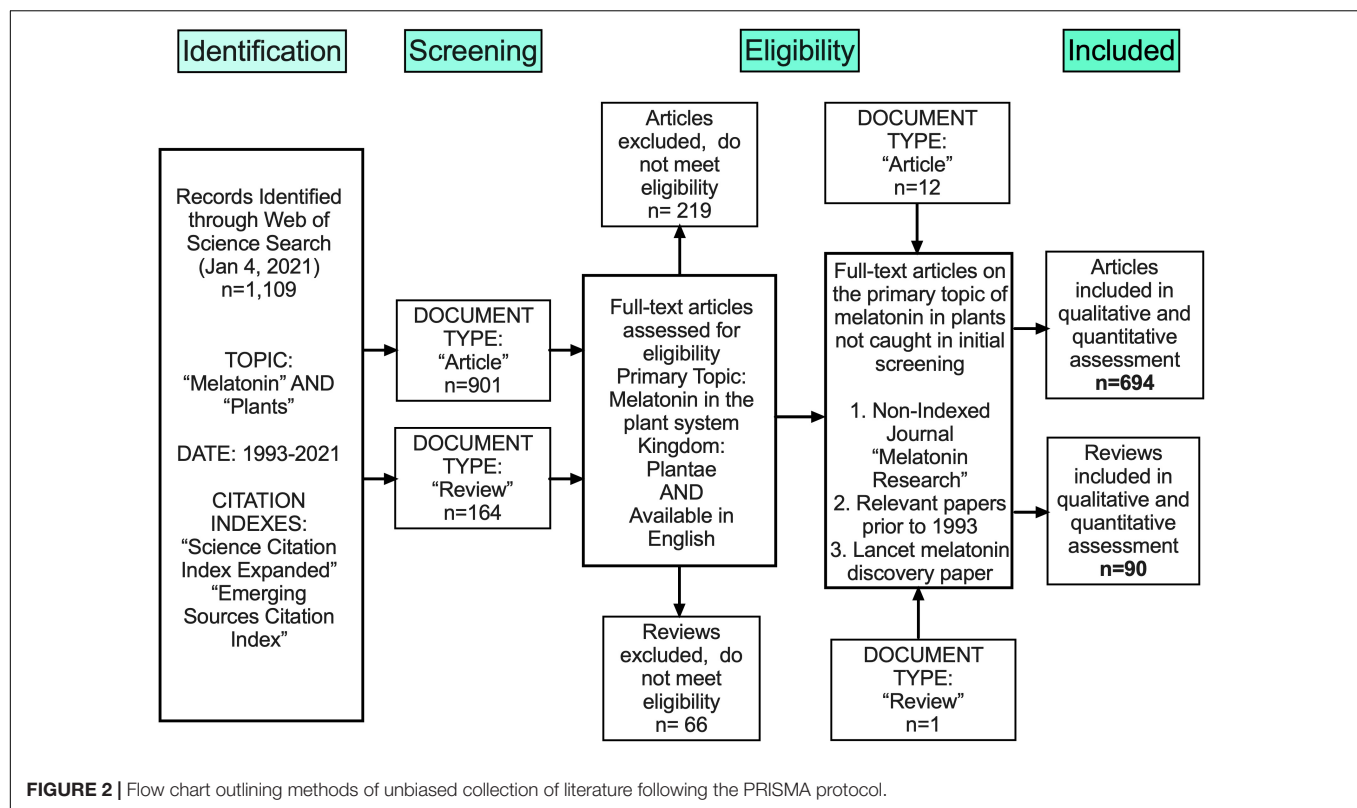 Identification
Screening
Eligibility
Included
Records Identified
through Web of
Science Search
(Jan 4, 2021)
n=1,109
TOPIC:
“Melatonin” AND
“Plants”
DATE: 1993-2021
CITATION
INDEXES:
“Science Citation
Index Expanded”
“Emerging
Sources Citation
Index”
DOCUMENT
TYPE:
“Article”
n=901
DOCUMENT
TYPE:
“Review”
n=164
Articles
excluded, do
not meet
eligibility
n= 219
Full-text articles
assessed for
eligibility
Primary Topic:
Melatonin in the
plant system
Kingdom:
Plantae
AND
Available in
English
Reviews
excluded, do
not meet
eligibility
n= 66
DOCUMENT
TYPE:
“Article”
n=12
Full-text articles on
the primary topic of
melatonin in plants
not caught in initial
screening
1. Non-Indexed
Journal
“Melatonin
Research”
2. Relevant papers
prior to 1993
3. Lancet melatonin
discovery paper
DOCUMENT
TYPE:
“Review”
n=1
Articles
included in
qualitative and
quantitative
assessment
n=694
Reviews
included in
qualitative and
quantitative
assessment
n=90
FIGURE 2 | Flow chart outlining methods of unbiased collection of literature following the PRISMA protocol.